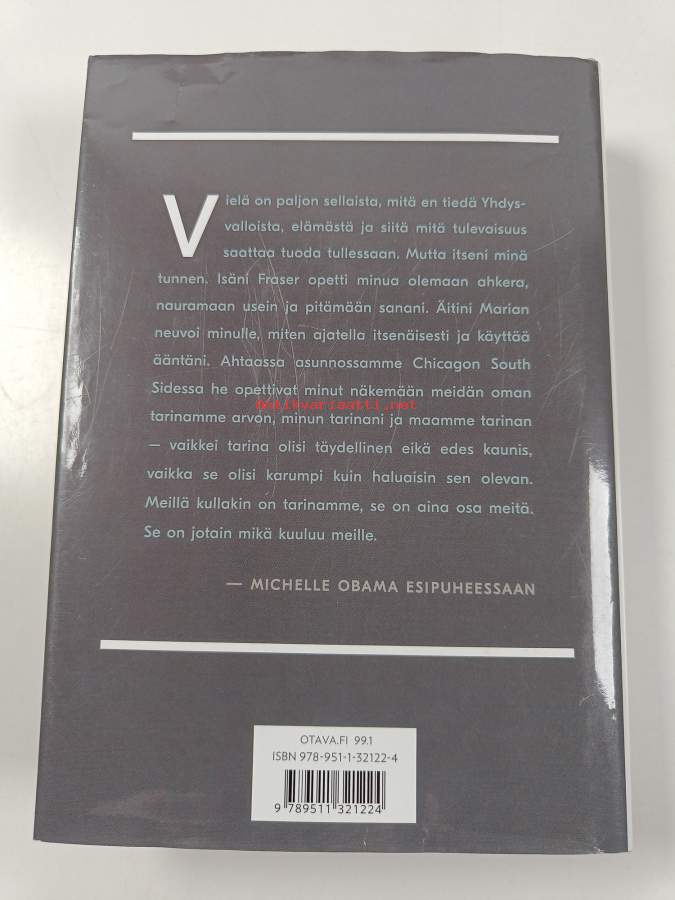 Vielä on paljon sellaista, mitä en tiedä Yhdys-
valloista, elämästä ja siitä mitä tulevaisuus
saattaa tuoda tullessaan. Mutta itseni minä
tunnen. Isäni Fraser opetti minua olemaan ahkera,
nauramaan usein ja pitämään sanani. Äitini Marian
neuvoi minulle, miten ajatella itsenäisesti ja käyttää
ääntäni. Ahtaassa asunnossamme Chicagon South
Sidessa he opettivat minut näkemään meidän oman
antikvariaatti.net
tarinamme arvon, minun tarinani ja maamme tarinan
– vaikkei tarina olisi täydellinen eikä edes kaunis,
vaikka se olisi karumpi kuin haluaisin sen olevan.
Meillä kullakin on tarinamme, se on aina osa meitä.
Se on jotain mikä kuuluu meille.
— MICHELLE OBAMA ESIPUHEESSAAN
OTAVA.FI 99.1
ISBN 978-951-1-32122-4
9 789511 321224